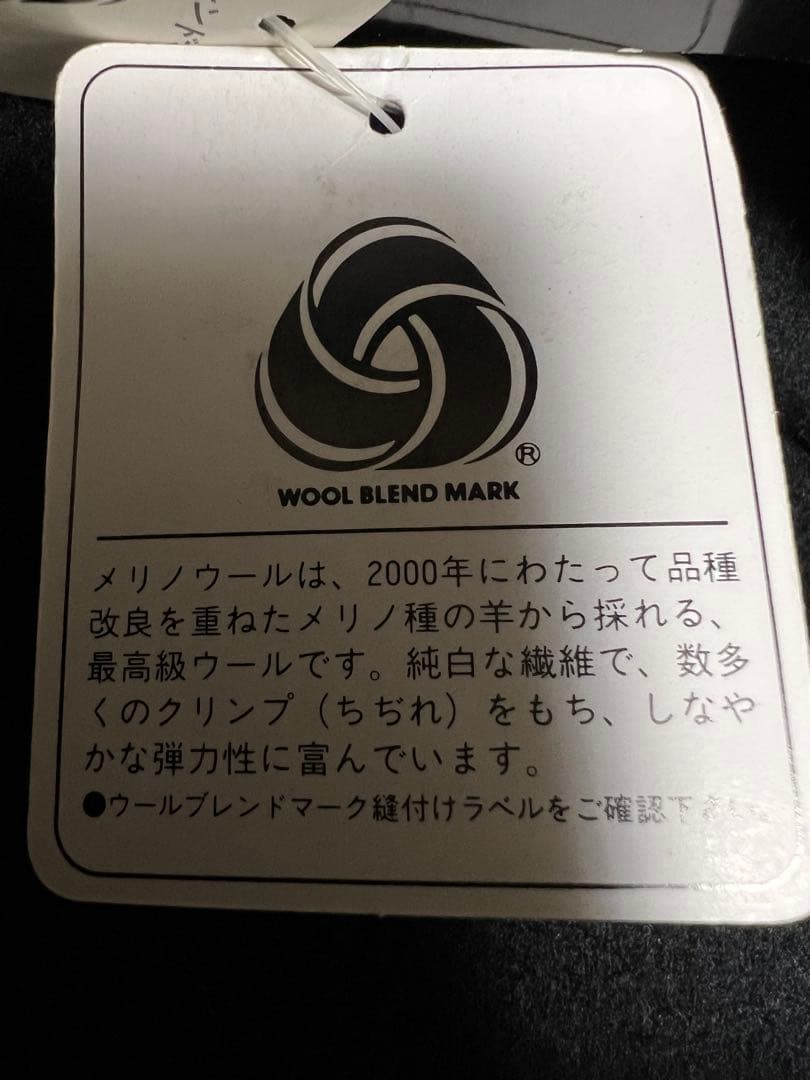 WOOL BLEND MARK
メリノウールは、2000年にわたって品種
改良を重ねたメリノ種の羊から採れる、
最高級ウールです。純白な繊維で、数多
くのクリンプ（ちぢれ）をもち、しなや
かな弾力性に富んでいます。
●ウールブレンドマーク縫付けラベルをご確認下さい